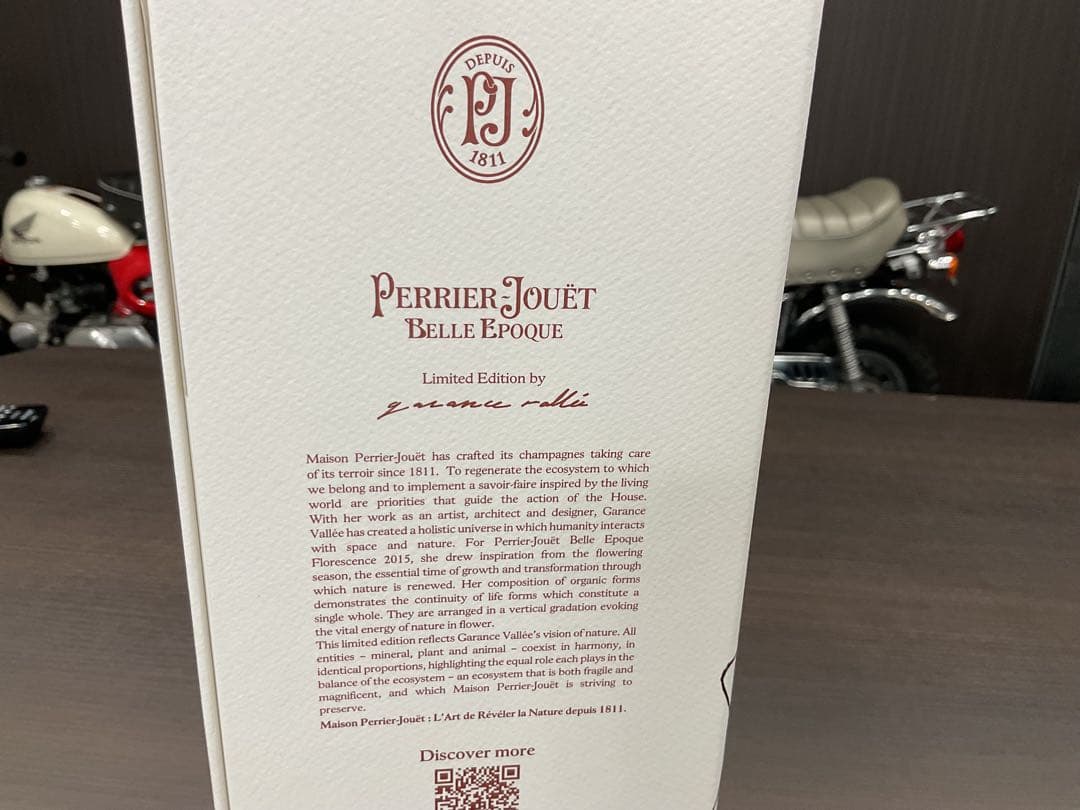 DEPUIS
PJ
1811
PERRIER-JOUËT
BELLE EPOQUE
Limited Edition by
garance vallée
Maison Perrier-Jouët has crafted its champagnes taking care
of its terroir since 1811. To regenerate the ecosystem to which
we belong and to implement a savoir-faire inspired by the living
world are priorities that guide the action of the House.
With her work as an artist, architect and designer, Garance
Vallée has created a holistic universe in which humanity interacts
with space and nature. For Perrier-Jouët Belle Epoque
Florescence 2015, she drew inspiration from the flowering
season, the essential time of growth and transformation through
which nature is renewed. Her composition of organic forms
demonstrates the continuity of life forms which constitute a
single whole. They are arranged in a vertical gradation evoking
the vital energy of nature in flower.
This limited edition reflects Garance Vallée's vision of nature. All
entities – mineral, plant and animal – coexist in harmony, in
identical proportions, highlighting the equal role each plays in the
balance of the ecosystem – an ecosystem that is both fragile and
magnificent, and which Maison Perrier-Jouët is striving to
preserve.
Maison Perrier-Jouët : L'Art de Révéler la Nature depuis 1811.
Discover more